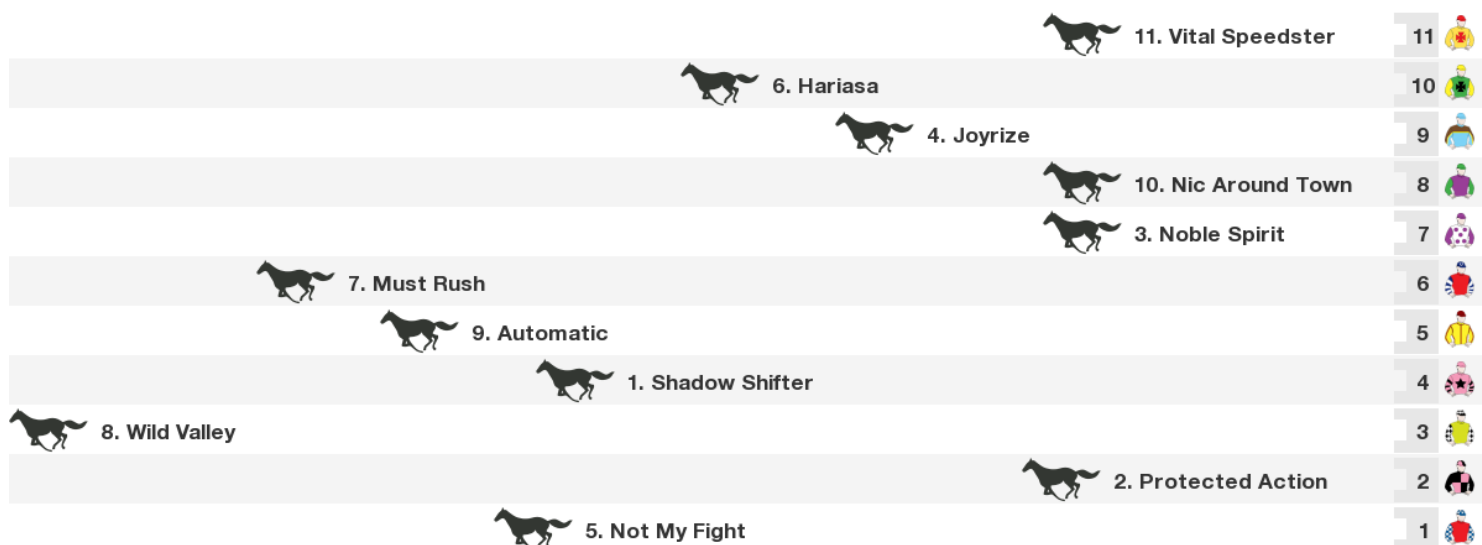 11. Vital Speedster 11
6. Hariasa 10
4. Joyrize 9
10. Nic Around Town 8
3. Noble Spirit 7
7. Must Rush 6
9. Automatic 5
1. Shadow Shifter 4
8. Wild Valley 3
2. Protected Action 2
5. Not My Fight 1